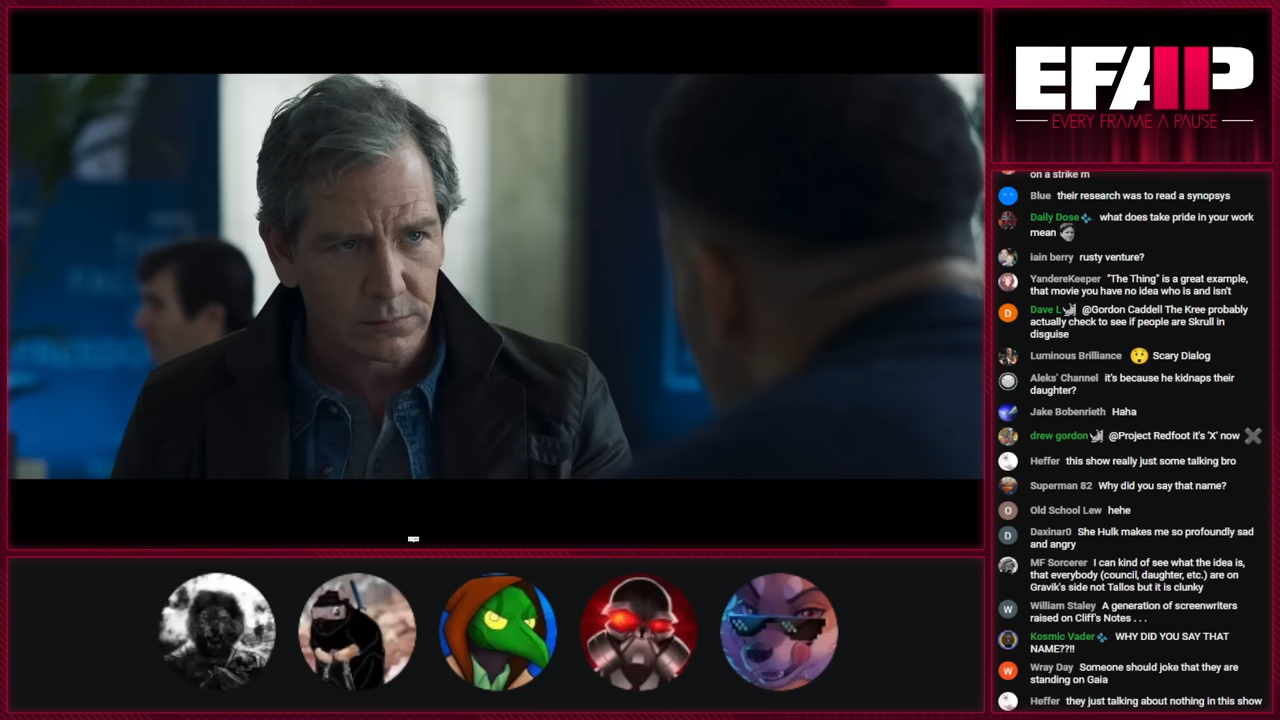 EFAP
EVERY FRAME A PAUSE
on a strike rn
Blue their research was to read a synopsys
Daily Dose what does take pride in your work
mean
iain berry rusty venture?
YandereKeeper "The Thing" is a great example,
that movie you have no idea who is and isn't
D Dave L @Gordon Caddell The Kree probably
actually check to see if people are Skrull in
disguise
Luminous Brilliance Scary Dialog
Aleks' Channel it's because he kidnaps their
daughter?
Jake Bobenrieth Haha
drew gordon @Project Redfoot it's 'X' now
Heffer this show really just some talking bro
Superman 82 Why did you say that name?
O Old School Lew hehe
D Daxinar0 She Hulk makes me so profoundly sad
and angry
MF Sorcerer I can kind of see what the idea is,
that everybody (council, daughter, etc.) are on
Gravik's side not Tallos but it is clunky
W William Staley A generation of screenwriters
raised on Cliff's Notes . . .
Kosmic Vader WHY DID YOU SAY THAT
NAME??!!
W Wray Day Someone should joke that they are
standing on Gaia
Heffer they just talking about nothing in this show